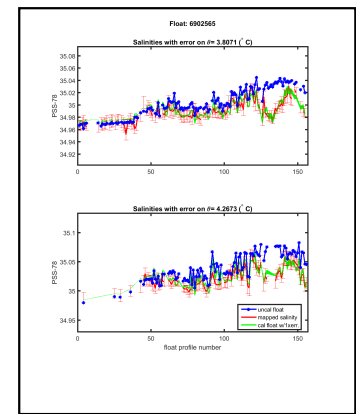 Float: 6902565
Salinities with error on θ= 3.8071 (° C)
PSS-78
35.08
35.06
35.04
35.02
35
34.98
34.96
34.94
34.92
0 50 100 150
Salinities with error on θ= 4.2673 (° C)
PSS-78
35.1
35.05
35
34.95
0 50 100 150
float profile number
uncal float
mapped salinity
cal float w/1xerr.